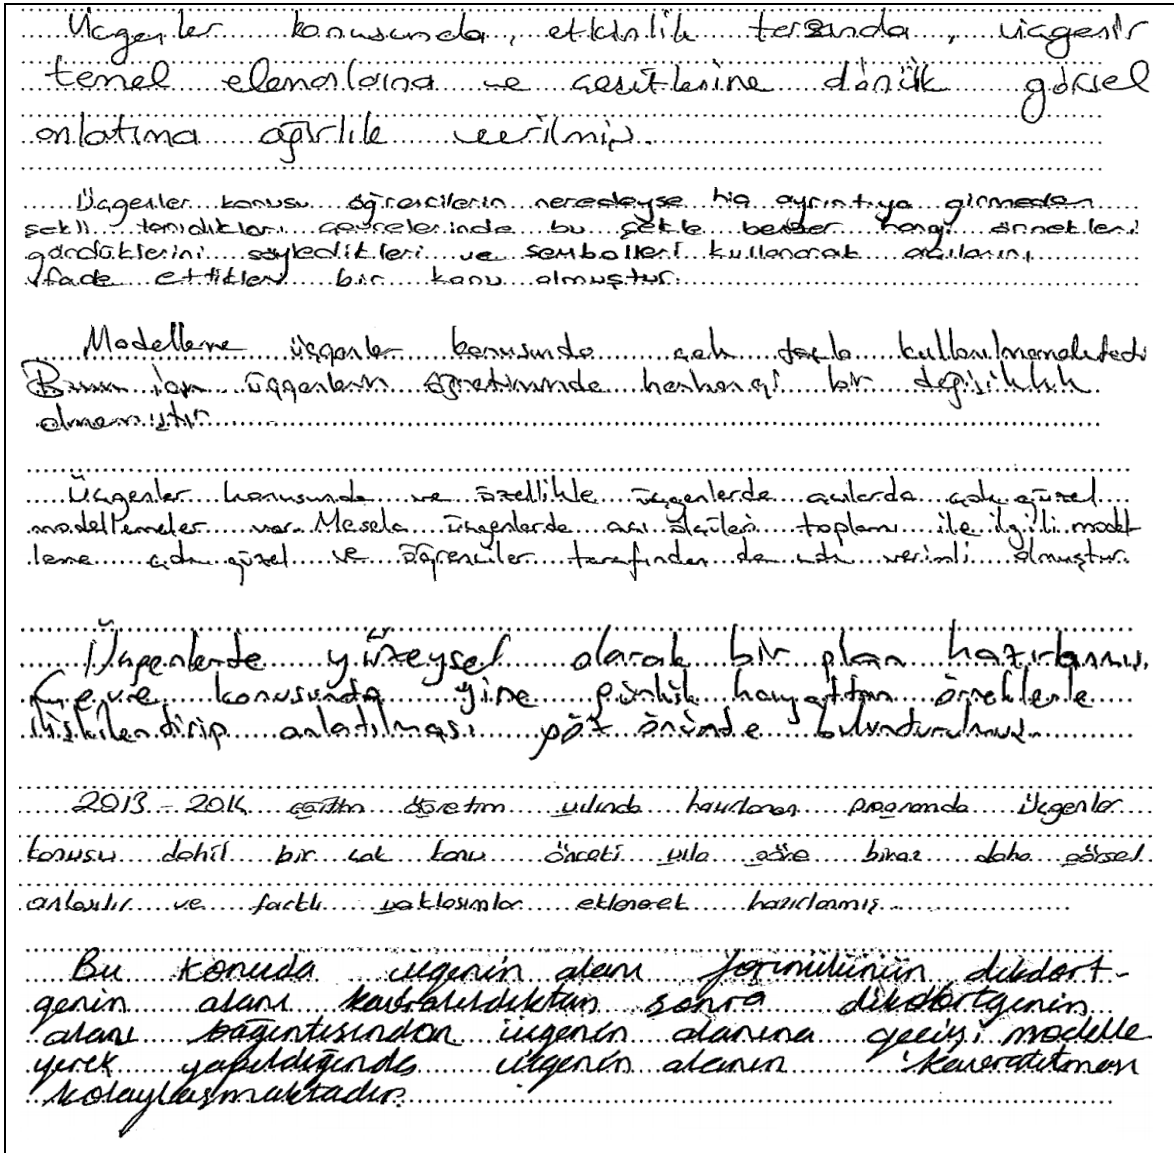 Üçgenler konusunda, etkinlik tarzında, üçgenin
temel elemanlarına ve çeşitlerine dönük görsel
anlatıma ağırlık verilmiş.
Üçgenler konusu öğrencilerin neredeyse hiç ayrıntıya girmeden
şekli tanıdıkları çevrelerinde bu şekle benzer hangi örnekleri
gördüklerini söyledikleri ve sembolleri kullanarak açılarını
ifade ettikleri bir konu olmuştur.
Modelleme üçgenler konusunda çok fazla kullanılmamaktadır
Bunun için üçgenlerin öğretiminde herhangi bir değişiklik
olmamıştır.
Üçgenler konusunda ve özellikle üçgenlerde açılarda çok güzel
modellemeler var. Mesela üçgenlerde açı ölçüleri toplamı ile ilgili model
leme çok güzel ve öğrenciler tarafından da çok verimli olmuştur.
Üçgenlerde yüzeysel olarak bir plan hazırlanmış.
Çevre konusunda yine günlük hayattan örneklerle
ilişkilendirip anlatılması göz önünde bulundurulmuş.
2013-2014 eğitim öğretim yılında hazırlanan programda Üçgenler
konusu dahil bir çok konu önceki yıla göre biraz daha görsel
anlaşılır ve farklı yaklaşımlar eklenerek hazırlanmış.
Bu konuda üçgenin alanı formülünün dikdört-
genin alanı kavratıldıktan sonra dikdörtgenin
alanı bağıntısından üçgenin alanına geçişi modelle
yerek yapıldığında üçgenin alanın kavratılması
kolaylaşmaktadır.